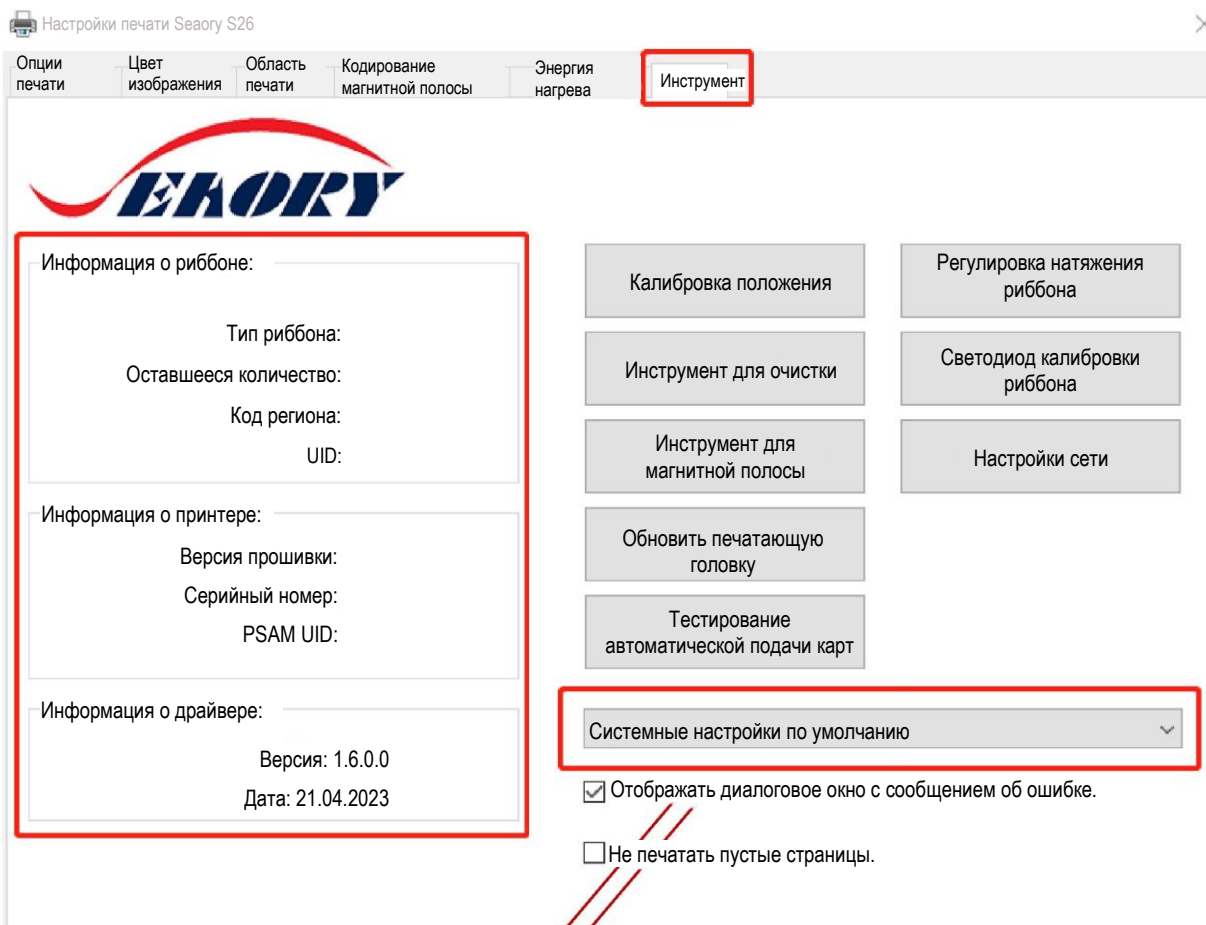 Настройки печати Seaory S26
Опции
печати
Цвет
изображения
Область
печати
Кодирование
магнитной полосы
Энергия
нагрева
Инструмент
SEAORY
Информация о риббоне:
Тип риббона:
Оставшееся количество:
Код региона:
UID:
Информация о принтере:
Версия прошивки:
Серийный номер:
PSAM UID:
Информация о драйвере:
Версия: 1.6.0.0
Дата: 21.04.2023
Калибровка положения
Регулировка натяжения
риббона
Инструмент для очистки
Светодиод калибровки
риббона
Инструмент для
магнитной полосы
Настройки сети
Обновить печатающую
головку
Тестирование
автоматической подачи карт
Системные настройки по умолчанию
Отображать диалоговое окно с сообщением об ошибке.
Не печатать пустые страницы.